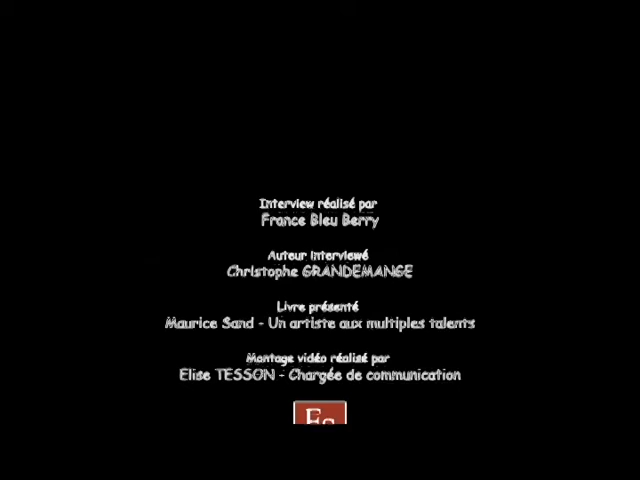 Interview réalisé par
France Bleu Berry
Auteur interviewé
Christophe GRANDEMANGE
Livre présenté
Maurice Sand - Un artiste aux multiples talents
Montage vidéo réalisé par
Elise TESSON - Chargée de communication